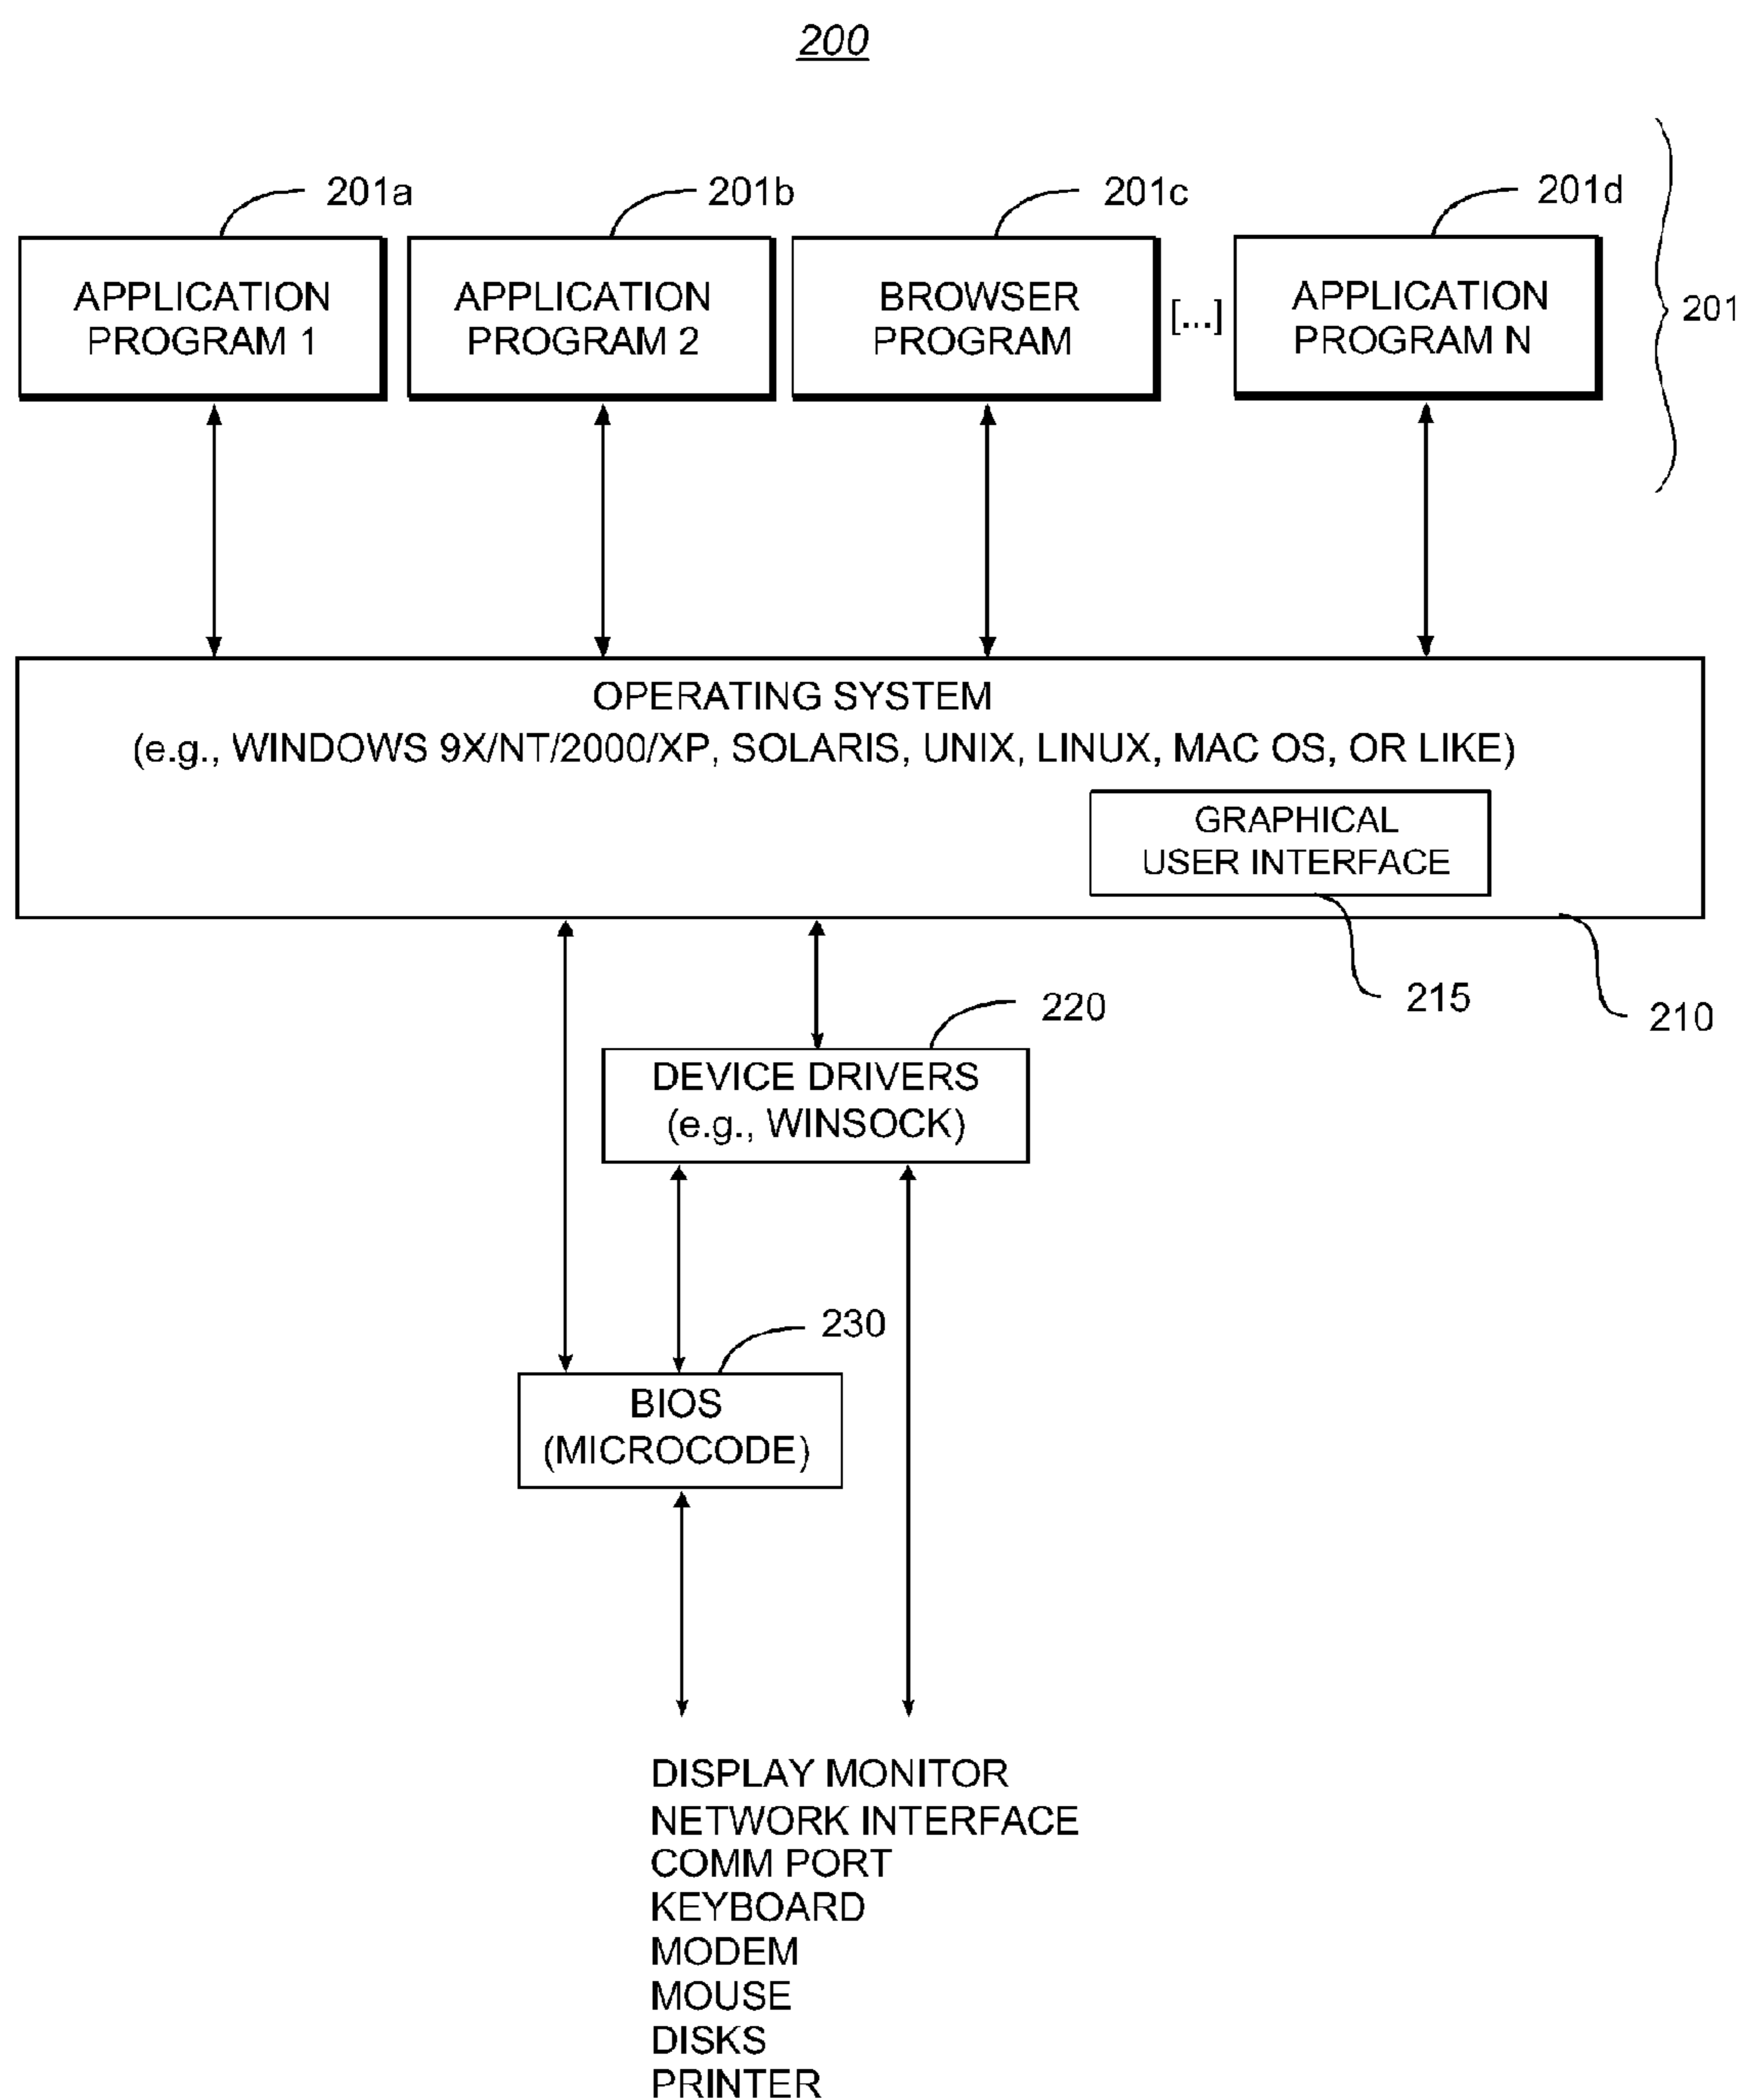 200
201a
201b
201c
201d
APPLICATION
PROGRAM 1
APPLICATION
PROGRAM 2
BROWSER
PROGRAM
[...]
APPLICATION
PROGRAM N
201
OPERATING SYSTEM
(e.g., WINDOWS 9X/NT/2000/XP, SOLARIS, UNIX, LINUX, MAC OS, OR LIKE)
GRAPHICAL
USER INTERFACE
215
210
220
DEVICE DRIVERS
(e.g., WINSOCK)
230
BIOS
(MICROCODE)
DISPLAY MONITOR
NETWORK INTERFACE
COMM PORT
KEYBOARD
MODEM
MOUSE
DISKS
PRINTER